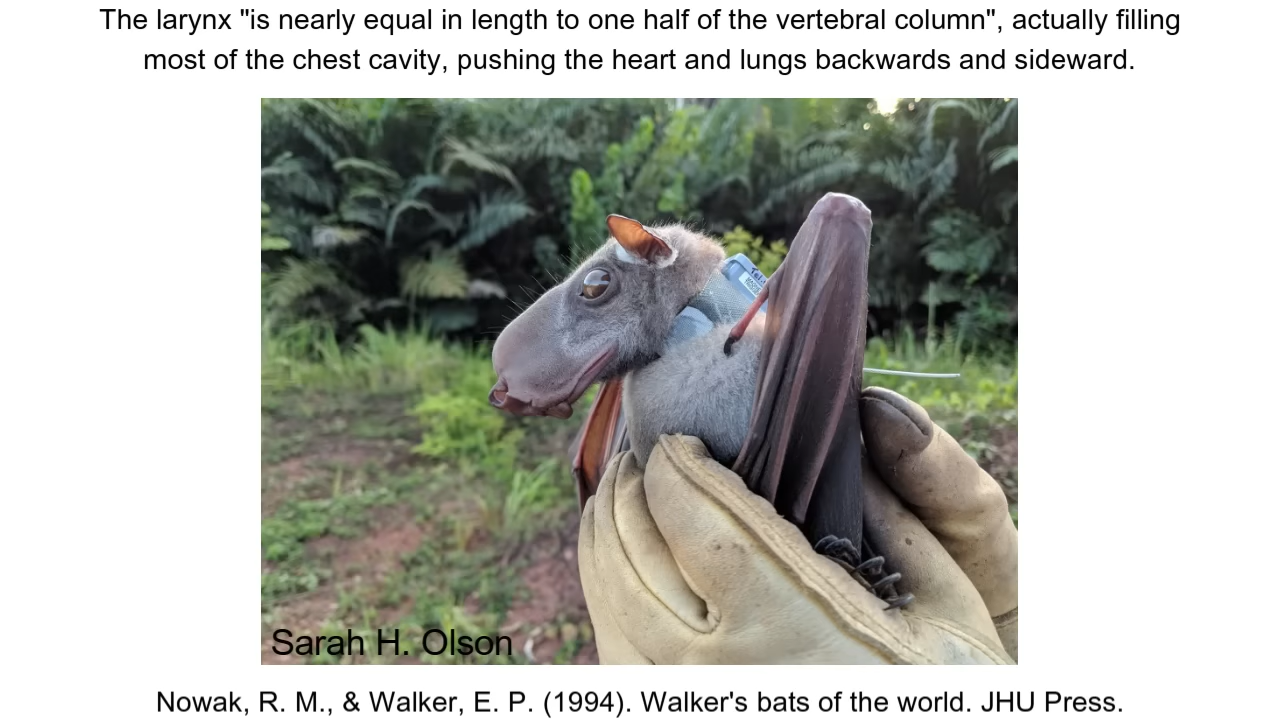 The larynx "is nearly equal in length to one half of the vertebral column", actually filling
most of the chest cavity, pushing the heart and lungs backwards and sideward.
Sarah H. Olson
Nowak, R. M., & Walker, E. P. (1994). Walker's bats of the world. JHU Press.